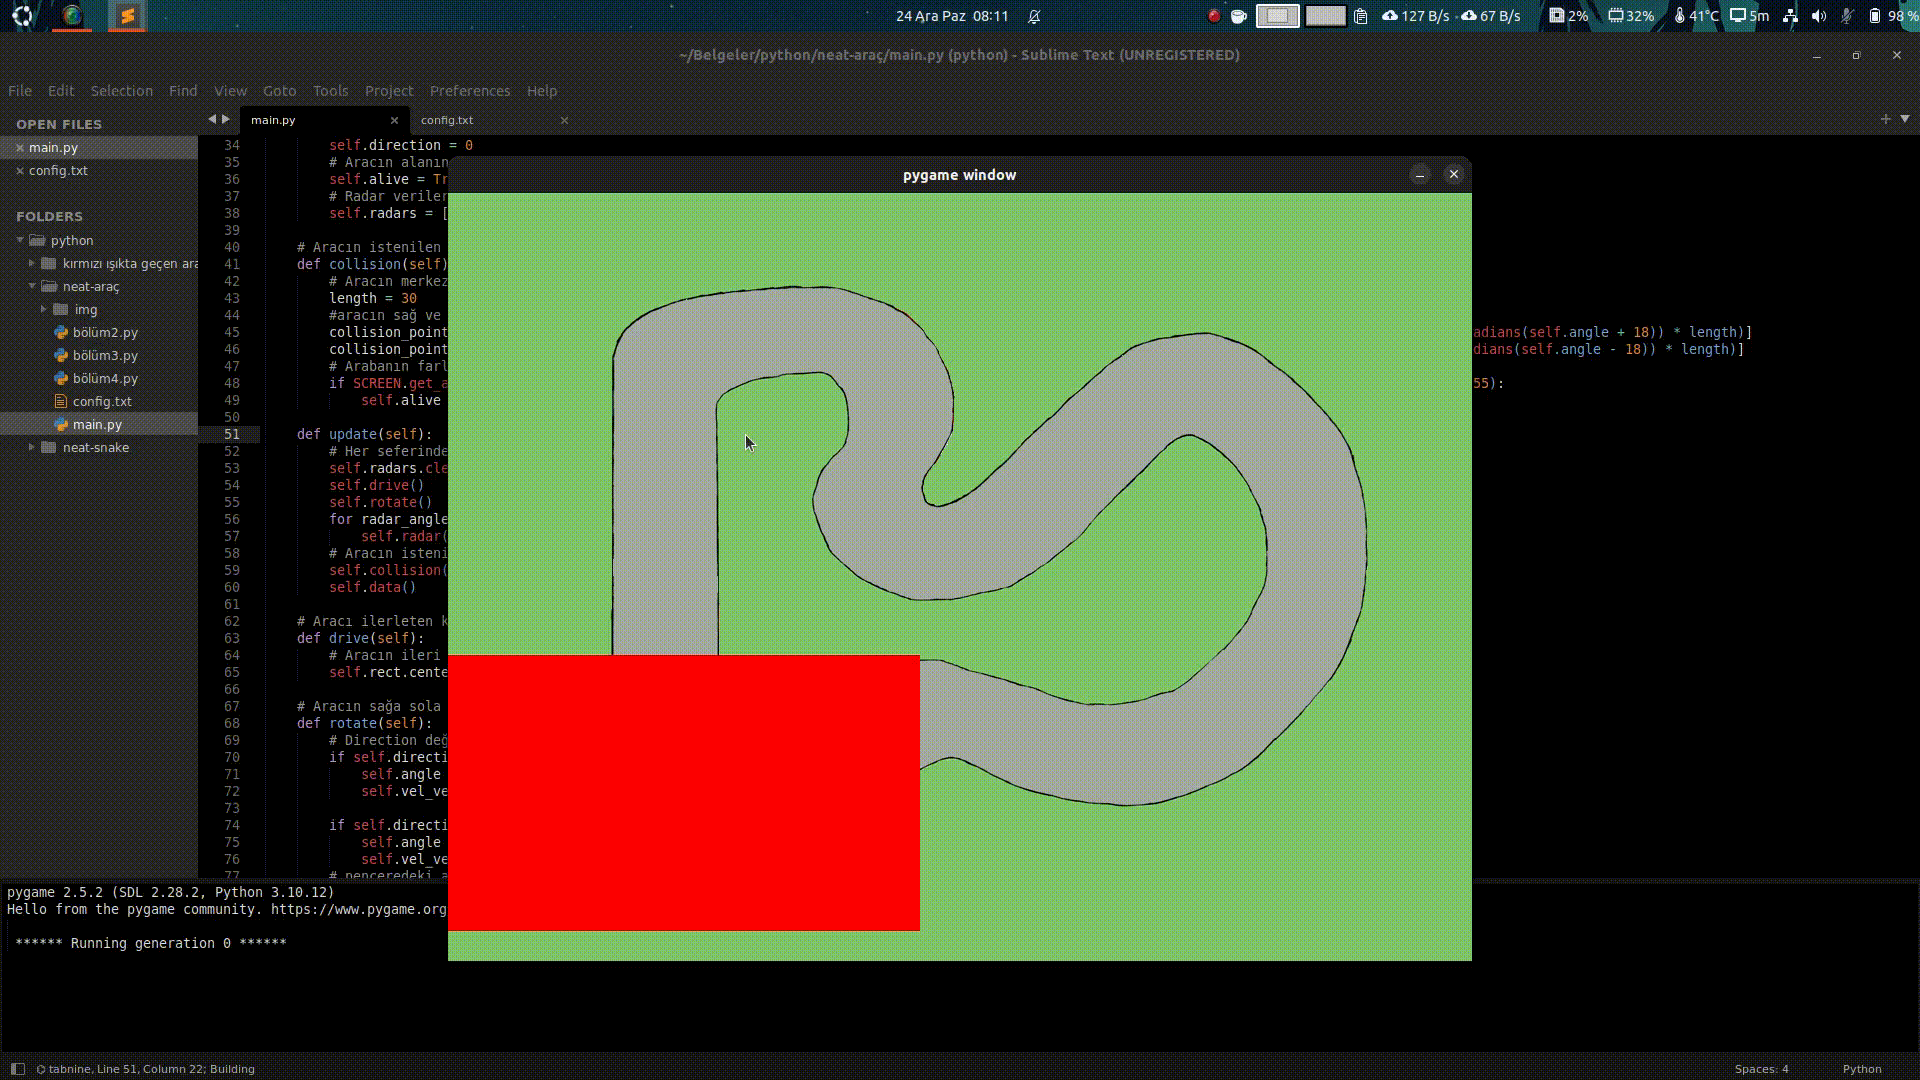 24 Ara Paz 08:11
127 B/s
67 B/s
2%
32%
41°C
5m
98 %
~/Belgeler/python/neat-araç/main.py (python) - Sublime Text (UNREGISTERED)
File Edit Selection Find View Goto Tools Project Preferences Help
OPEN FILES
main.py
config.txt
FOLDERS
python
kırmızı ışıkta geçen ara
neat-araç
img
bölüm2.py
bölüm3.py
bölüm4.py
config.txt
main.py
neat-snake
main.py
config.txt
34 self.direction = 0
35 # Aracın alanın
36 self.alive = Tr
37 # Radar veriler
38 self.radars = [
39
40 # Aracın istenilen
41 def collision(self)
42 # Aracın merkez
43 length = 30
44 #aracın sağ ve
45 collision_point
46 collision_point
47 # Arabanın farl
48 if SCREEN.get_a
49 self.alive
50
51 def update(self):
52 # Her seferinde
53 self.radars.cle
54 self.drive()
55 self.rotate()
56 for radar_angle
57 self.radar(
58 # Aracın isteni
59 self.collision(
60 self.data()
61
62 # Aracı ilerleten k
63 def drive(self):
64 # Aracın ileri
65 self.rect.cente
66
67 # Aracın sağa sola
68 def rotate(self):
69 # Direction değ
70 if self.directi
71 self.angle
72 self.vel_ve
73
74 if self.directi
75 self.angle
76 self.vel_ve
77 # penceredeki a
pygame window
adians(self.angle + 18)) * length)]
dians(self.angle - 18)) * length)]
55):
pygame 2.5.2 (SDL 2.28.2, Python 3.10.12)
Hello from the pygame community. https://www.pygame.org
****** Running generation 0 ******
tabnine, Line 51, Column 22; Building
Spaces: 4
Python